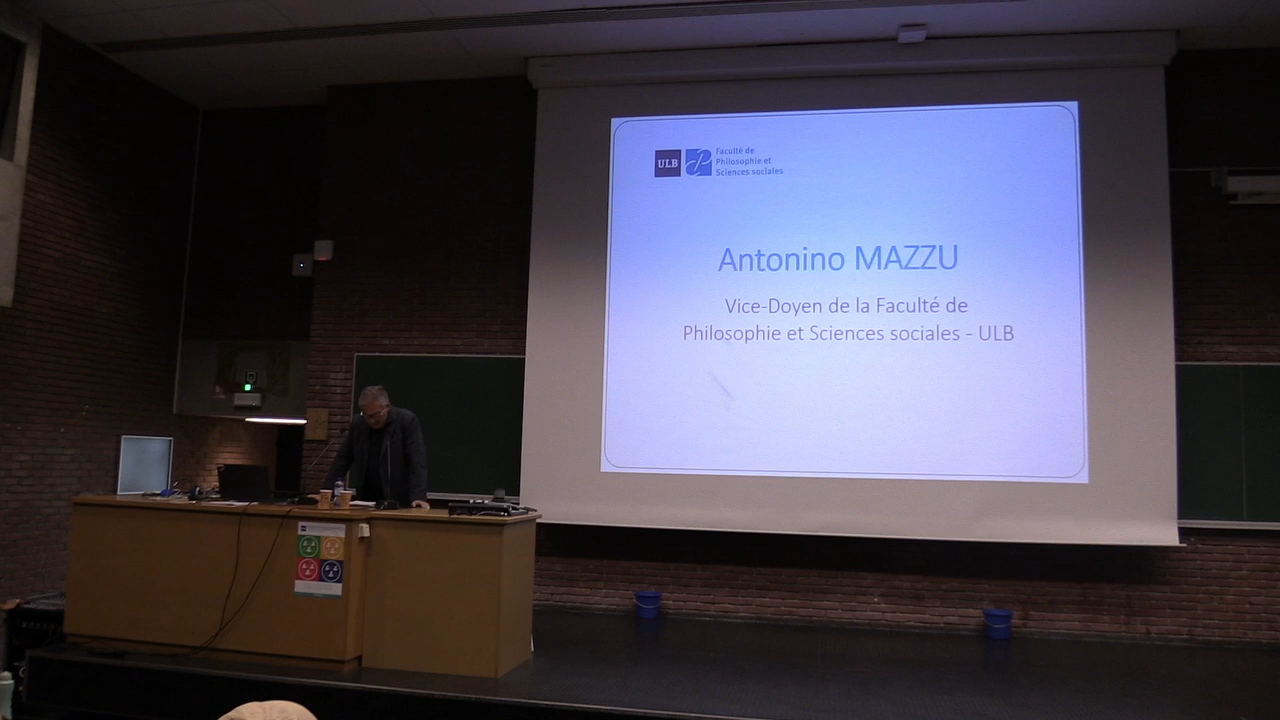 ULB
Faculté de
Philosophie et
Sciences sociales
Antonino MAZZU
Vice-Doyen de la Faculté de
Philosophie et Sciences sociales - ULB